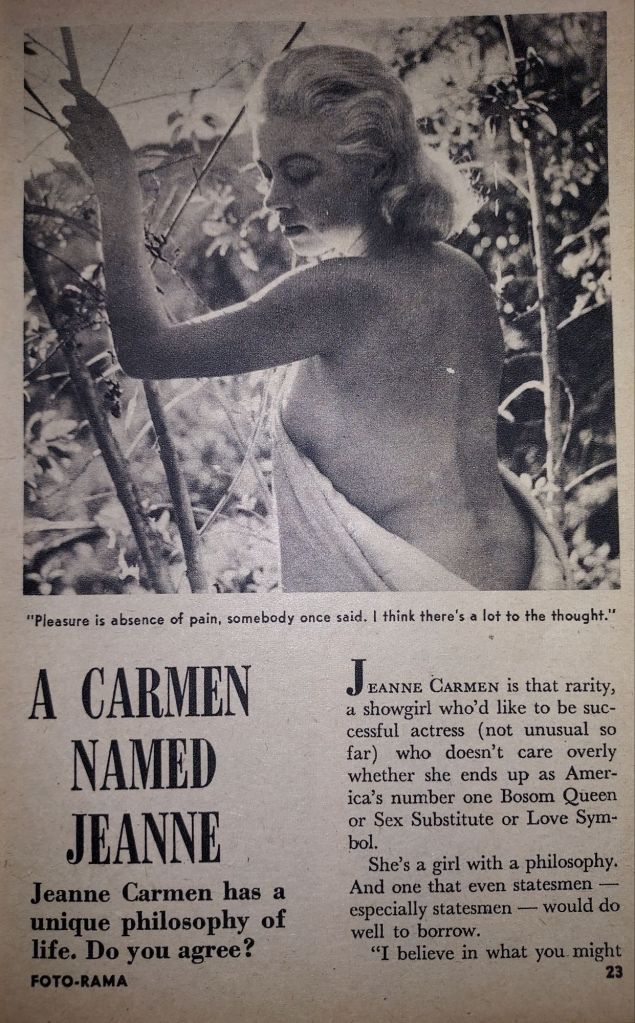 "Pleasure is absence of pain, somebody once said. I think there's a lot to the thought."
A CARMEN
NAMED
JEANNE
Jeanne Carmen has a
unique philosophy of
life. Do you agree?
FOTO-RAMA
JEANNE CARMEN is that rarity,
a showgirl who'd like to be suc-
cessful actress (not unusual so
far) who doesn't care overly
whether she ends up as Amer-
ica's number one Bosom Queen
or Sex Substitute or Love Sym-
bol.
She's a girl with a philosophy.
And one that even statesmen —
especially statesmen — would do
well to borrow.
"I believe in what you might
23